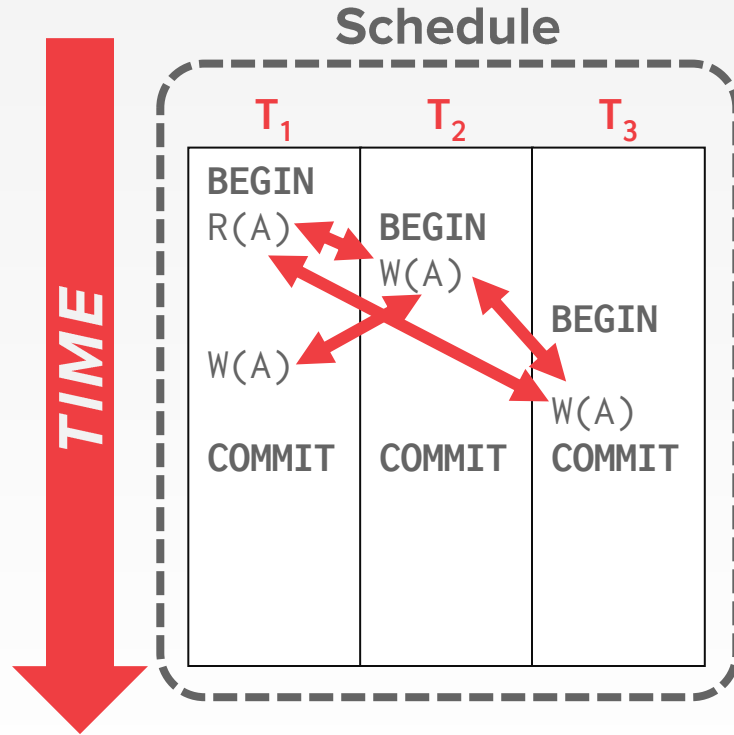 Schedule
T1 T2 T3
BEGIN
R(A) BEGIN
W(A)
BEGIN
W(A)
W(A)
COMMIT COMMIT COMMIT
TIME